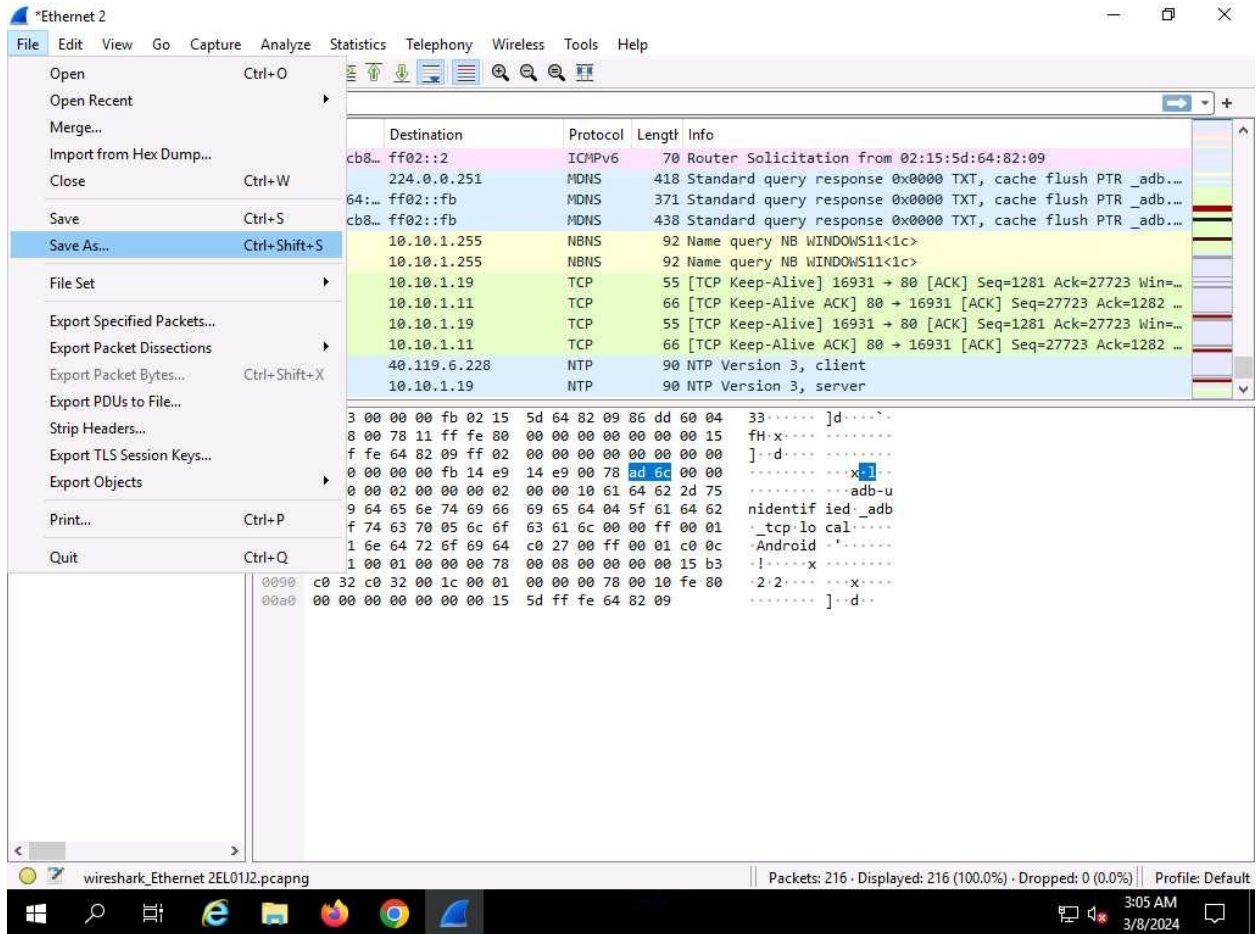 *Ethernet 2
File Edit View Go Capture Analyze Statistics Telephony Wireless Tools Help
Open Ctrl+O
Open Recent
Merge...
Import from Hex Dump...
Close Ctrl+W
Save Ctrl+S
Save As... Ctrl+Shift+S
File Set
Export Specified Packets...
Export Packet Dissections
Export Packet Bytes... Ctrl+Shift+X
Export PDUs to File...
Strip Headers...
Export TLS Session Keys...
Export Objects
Print... Ctrl+P
Quit Ctrl+Q
Destination Protocol Length Info
cb8… ff02::2 ICMPv6 70 Router Solicitation from 02:15:5d:64:82:09
224.0.0.251 MDNS 418 Standard query response 0x0000 TXT, cache flush PTR _adb.…
64:… ff02::fb MDNS 371 Standard query response 0x0000 TXT, cache flush PTR _adb.…
cb8… ff02::fb MDNS 438 Standard query response 0x0000 TXT, cache flush PTR _adb.…
10.10.1.255 NBNS 92 Name query NB WINDOWS11<1c>
10.10.1.255 NBNS 92 Name query NB WINDOWS11<1c>
10.10.1.19 TCP 55 [TCP Keep-Alive] 16931 → 80 [ACK] Seq=1281 Ack=27723 Win=…
10.10.1.11 TCP 66 [TCP Keep-Alive ACK] 80 → 16931 [ACK] Seq=27723 Ack=1282 …
10.10.1.19 TCP 55 [TCP Keep-Alive] 16931 → 80 [ACK] Seq=1281 Ack=27723 Win=…
10.10.1.11 TCP 66 [TCP Keep-Alive ACK] 80 → 16931 [ACK] Seq=27723 Ack=1282 …
40.119.6.228 NTP 90 NTP Version 3, client
10.10.1.19 NTP 90 NTP Version 3, server
3 00 00 00 fb 02 15 5d 64 82 09 86 dd 60 04 33······ ]d····`·
8 00 78 11 ff fe 80 00 00 00 00 00 00 00 15 fH·x···· ········
f fe 64 82 09 ff 02 00 00 00 00 00 00 00 00 ]··d···· ········
0 00 00 00 fb 14 e9 14 e9 00 78 ad 6c 00 00 ········ ···x·l··
0 00 02 00 00 00 02 00 00 10 61 64 62 2d 75 ········ ···adb-u
9 64 65 6e 74 69 66 69 65 64 04 5f 61 64 62 nidentif ied·_adb
f 74 63 70 05 6c 6f 63 61 6c 00 00 ff 00 01 ·_tcp·lo cal·····
1 6e 64 72 6f 69 64 c0 27 00 ff 00 01 c0 0c ·Android ·'······
1 00 01 00 00 00 78 00 08 00 00 00 00 15 b3 ·!·····x ········
0090 c0 32 c0 32 00 1c 00 01 00 00 00 78 00 10 fe 80 ·2·2···· ···x····
00a0 00 00 00 00 00 00 00 15 5d ff fe 64 82 09 ········ ]··d··
wireshark_Ethernet 2EL01J2.pcapng Packets: 216 · Displayed: 216 (100.0%) · Dropped: 0 (0.0%) Profile: Default
3:05 AM
3/8/2024